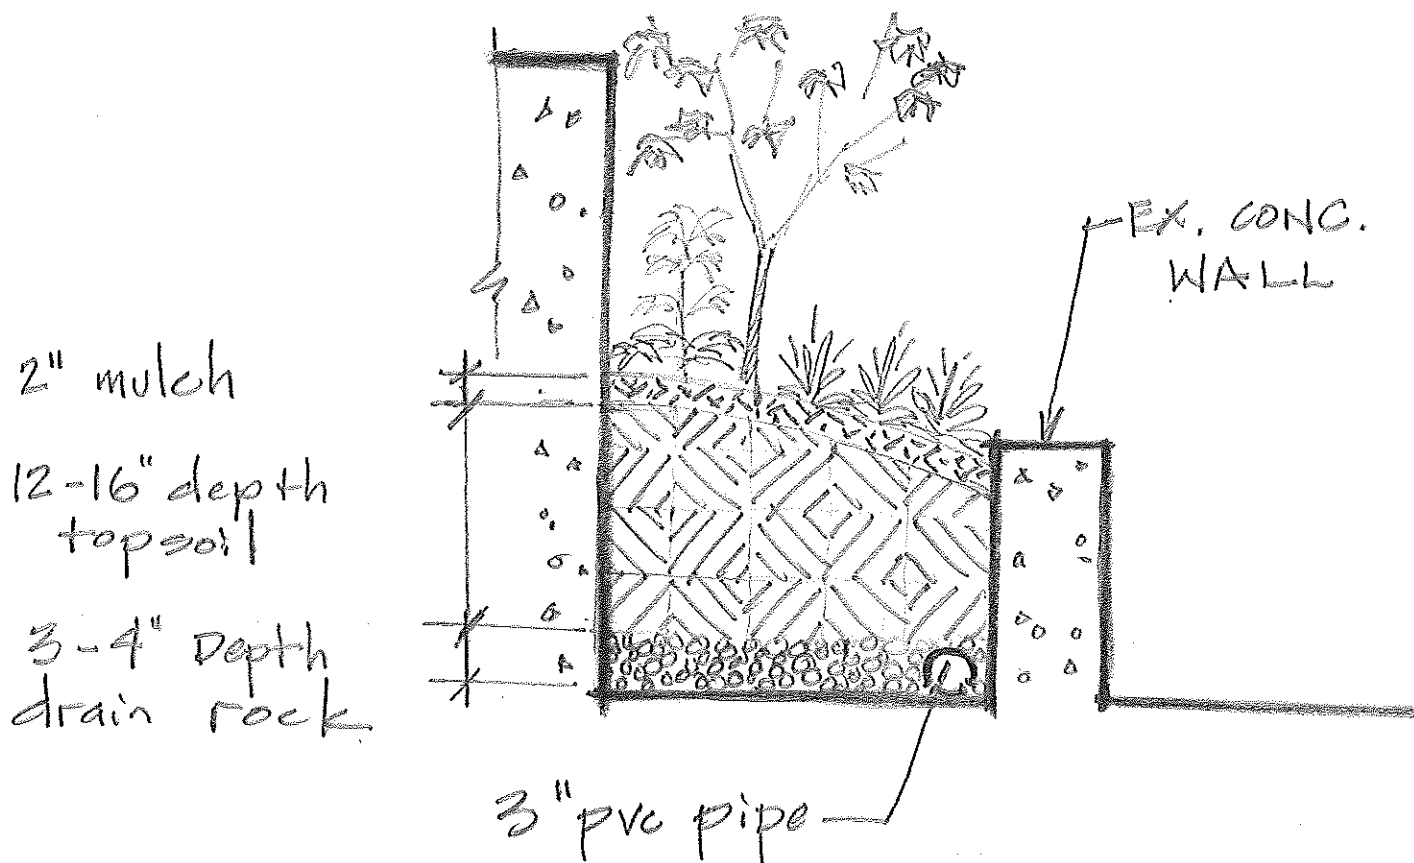 EX. CONC.
WALL
2" mulch
12-16" depth
topsoil
3-4" Depth
drain rock
3" pvc pipe